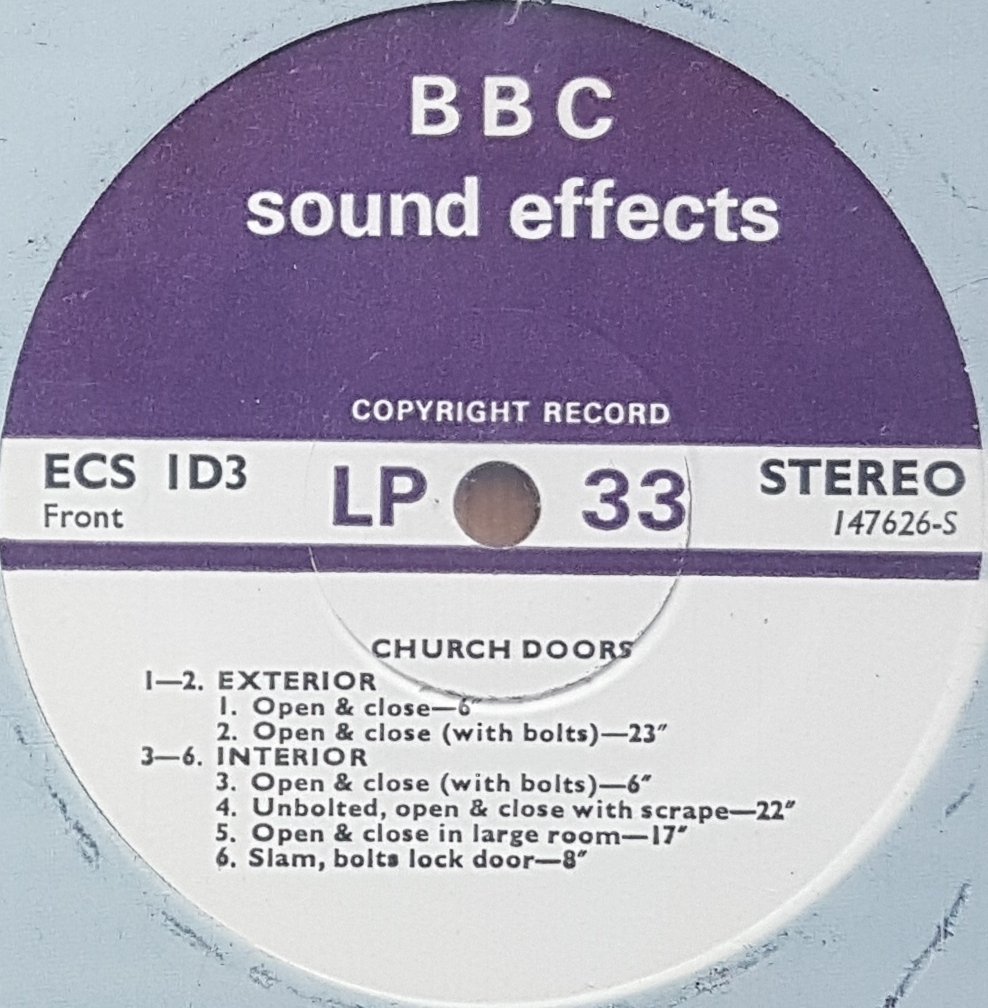 BBC
sound effects
COPYRIGHT RECORD
ECS 1D3
Front
LP 33
STEREO
147626-S
CHURCH DOORS
1—2. EXTERIOR
1. Open & close—6″
2. Open & close (with bolts)—23″
3—6. INTERIOR
3. Open & close (with bolts)—6″
4. Unbolted, open & close with scrape—22″
5. Open & close in large room—17″
6. Slam, bolts lock door—8″